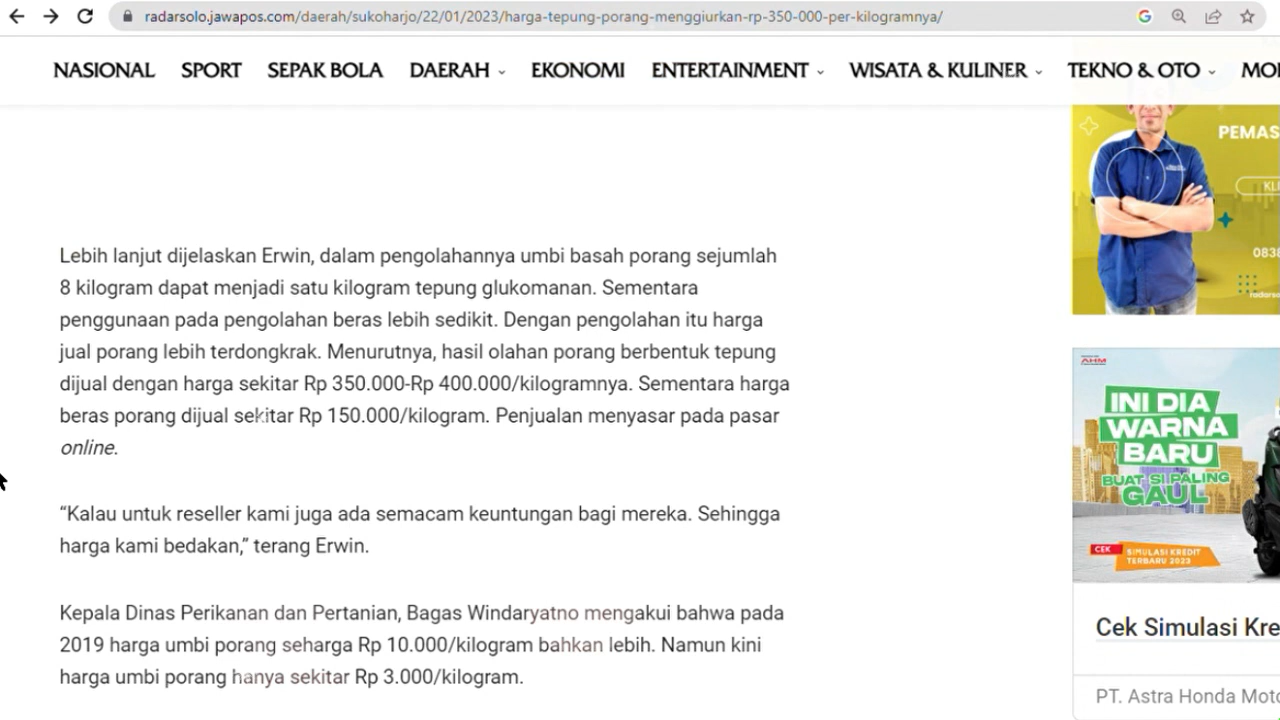 radarsolo.jawapos.com/daerah/sukoharjo/22/01/2023/harga-tepung-porang-menggiurkan-rp-350-000-per-kilogramnya/
NASIONAL SPORT SEPAK BOLA DAERAH EKONOMI ENTERTAINMENT WISATA & KULINER TEKNO & OTO
PEMAS
KLI
0838
radarso
Lebih lanjut dijelaskan Erwin, dalam pengolahannya umbi basah porang sejumlah
8 kilogram dapat menjadi satu kilogram tepung glukomanan. Sementara
penggunaan pada pengolahan beras lebih sedikit. Dengan pengolahan itu harga
jual porang lebih terdongkrak. Menurutnya, hasil olahan porang berbentuk tepung
dijual dengan harga sekitar Rp 350.000-Rp 400.000/kilogramnya. Sementara harga
beras porang dijual sekitar Rp 150.000/kilogram. Penjualan menyasar pada pasar
online.
“Kalau untuk reseller kami juga ada semacam keuntungan bagi mereka. Sehingga
harga kami bedakan,” terang Erwin.
Kepala Dinas Perikanan dan Pertanian, Bagas Windaryatno mengakui bahwa pada
2019 harga umbi porang seharga Rp 10.000/kilogram bahkan lebih. Namun kini
harga umbi porang hanya sekitar Rp 3.000/kilogram.
AHM
INI DIA
WARNA
BARU
BUAT SI PALING
GAUL
CEK SIMULASI KREDIT
TERBARU 2023
Cek Simulasi Kre
PT. Astra Honda Moto